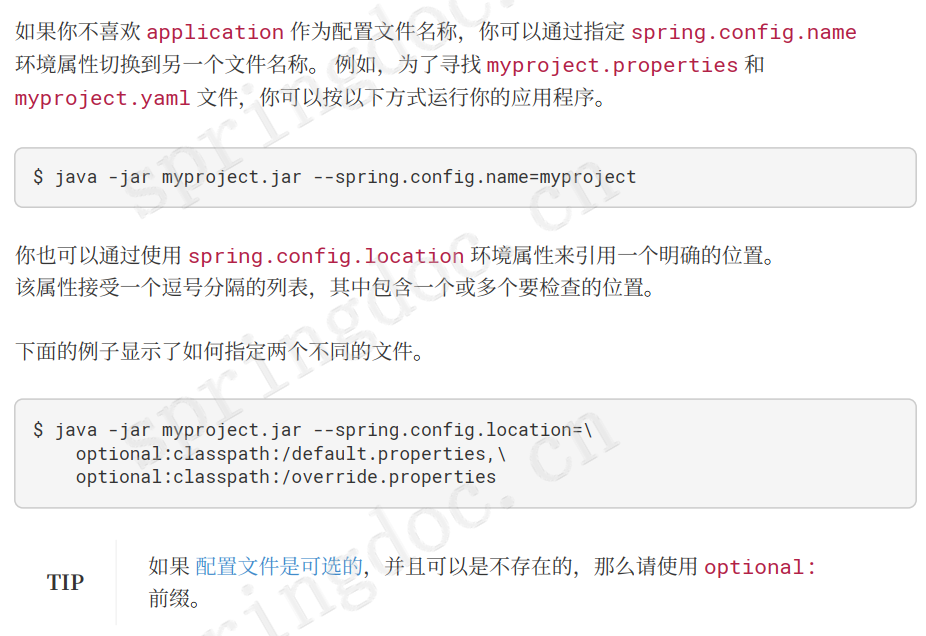 如果你不喜欢 application 作为配置文件名称，你可以通过指定 spring.config.name
环境属性切换到另一个文件名称。 例如，为了寻找 myproject.properties 和
myproject.yaml 文件，你可以按以下方式运行你的应用程序。
$ java -jar myproject.jar --spring.config.name=myproject
你也可以通过使用 spring.config.location 环境属性来引用一个明确的位置。
该属性接受一个逗号分隔的列表，其中包含一个或多个要检查的位置。
下面的例子显示了如何指定两个不同的文件。
$ java -jar myproject.jar --spring.config.location=\
    optional:classpath:/default.properties,\
    optional:classpath:/override.properties
TIP
如果 配置文件是可选的，并且可以是不存在的，那么请使用 optional:
前缀。
springdoc.cn
springdoc.cn
springdoc.cn